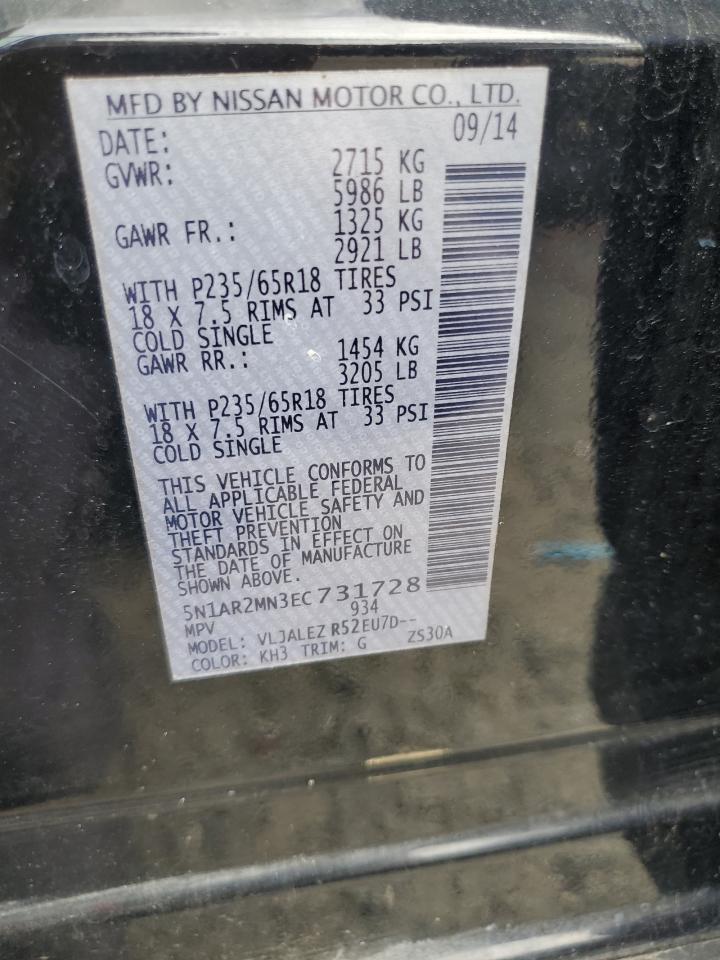 MFD BY NISSAN MOTOR CO., LTD.
DATE: 09/14
GVWR: 2715 KG
5986 LB
GAWR FR.: 1325 KG
2921 LB
WITH P235/65R18 TIRES
18 X 7.5 RIMS AT 33 PSI
COLD SINGLE
GAWR RR.: 1454 KG
3205 LB
WITH P235/65R18 TIRES
18 X 7.5 RIMS AT 33 PSI
COLD SINGLE
THIS VEHICLE CONFORMS TO
ALL APPLICABLE FEDERAL
MOTOR VEHICLE SAFETY AND
THEFT PREVENTION
STANDARDS IN EFFECT ON
THE DATE OF MANUFACTURE
SHOWN ABOVE.
5N1AR2MN3EC731728
MPV 934
MODEL: VLJALEZ R52EU7D--
COLOR: KH3 TRIM: G ZS30A